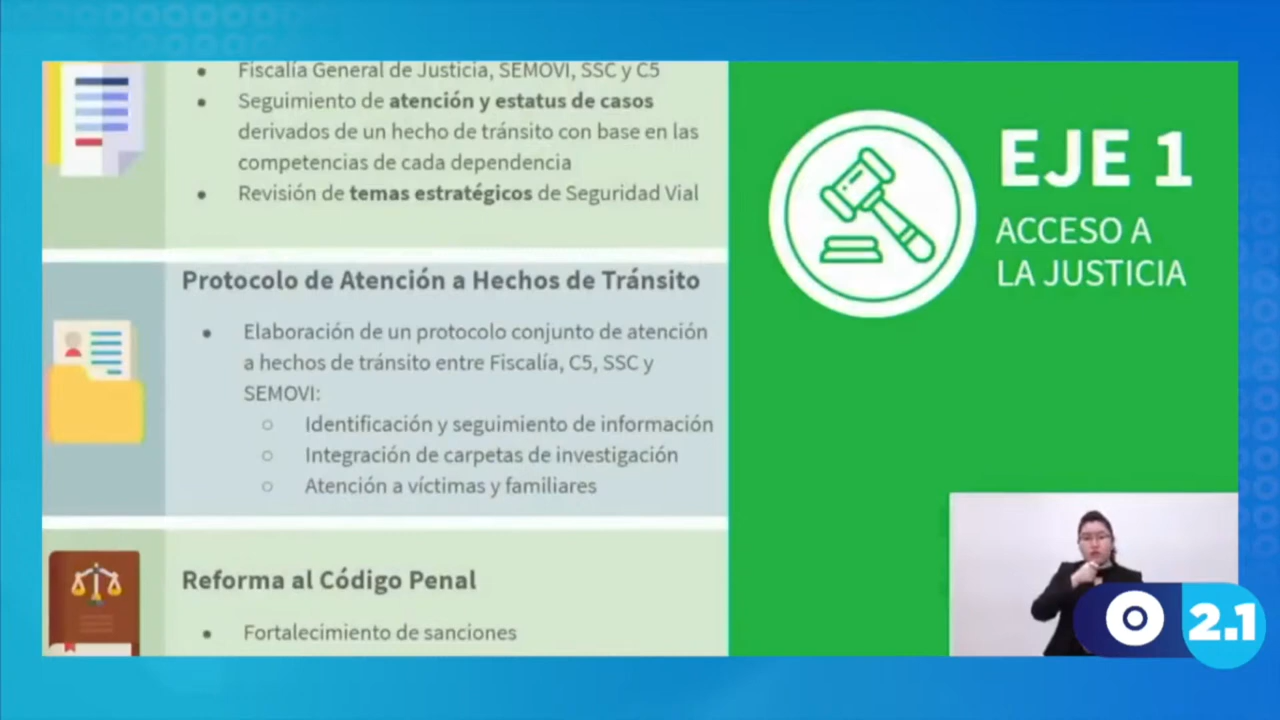 Fiscalía General de Justicia, SEMOVI, SSC y C5
Seguimiento de atención y estatus de casos
derivados de un hecho de tránsito con base en las
competencias de cada dependencia
Revisión de temas estratégicos de Seguridad Vial
Protocolo de Atención a Hechos de Tránsito
Elaboración de un protocolo conjunto de atención
a hechos de tránsito entre Fiscalía, C5, SSC y
SEMOVI:
Identificación y seguimiento de información
Integración de carpetas de investigación
Atención a víctimas y familiares
Reforma al Código Penal
Fortalecimiento de sanciones
EJE 1
ACCESO A
LA JUSTICIA
2.1